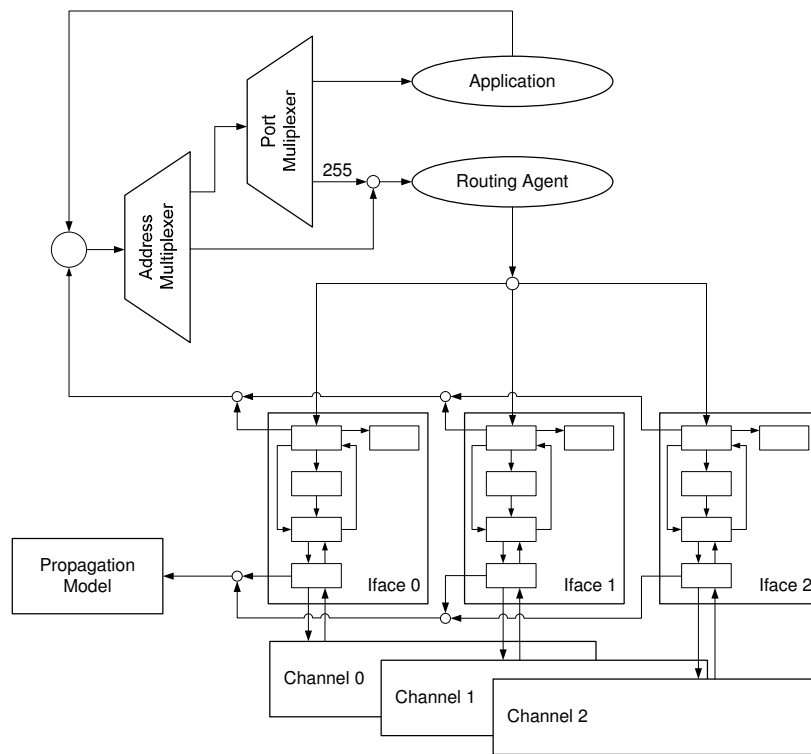 Application
Port
Muliplexer
255
Routing Agent
Address
Multiplexer
Propagation
Model
Iface 0
Iface 1
Iface 2
Channel 0
Channel 1
Channel 2